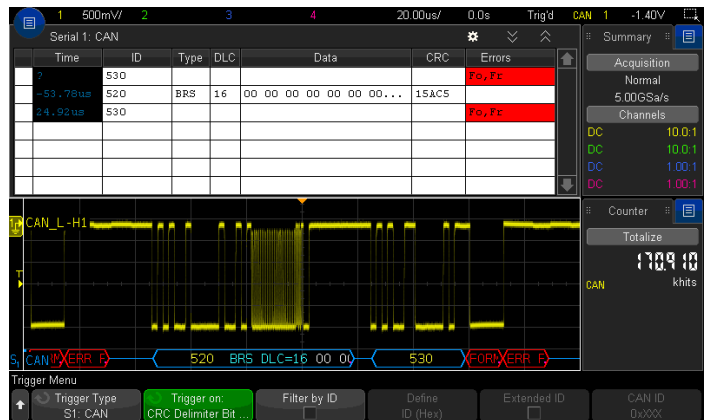 1 500mV/ 2 3 4 20.00us/ 0.0s Trig'd CAN 1 -1.40V
Serial 1: CAN
Time ID Type DLC Data CRC Errors
? 530 Fo,Fr
-53.78us 520 BRS 16 00 00 00 00 00 00... 15AC5
24.92us 530 Fo,Fr
Summary
Acquisition
Normal
5.00GSa/s
Channels
DC 10.0:1
DC 10.0:1
DC 1.00:1
DC 1.00:1
Counter
Totalize
170.910
CAN khits
CAN_L-H1
T
S1 CAN ERR F 520 BRS DLC=16 00 0 530 FORM ERR F
Trigger Menu
Trigger Type
S1: CAN
Trigger on:
CRC Delimiter Bit ...
Filter by ID
Define
ID (Hex)
Extended ID
CAN ID
0xXXX